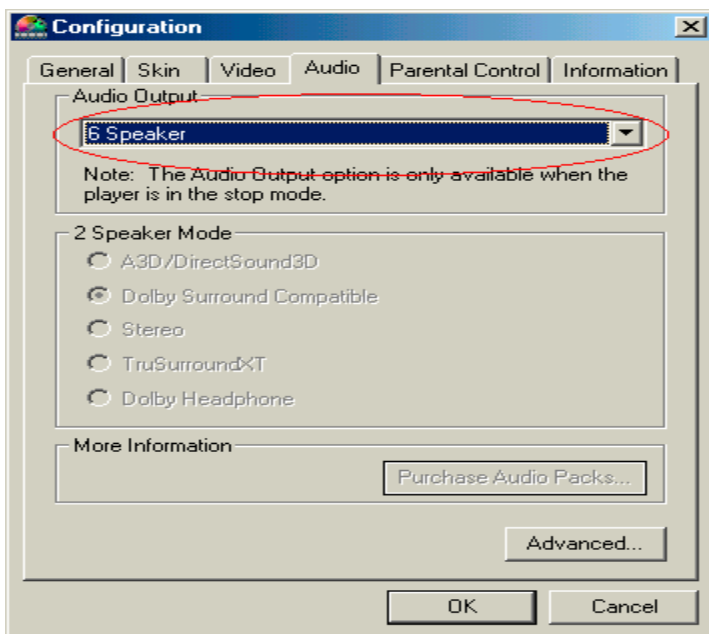 Configuration
General Skin Video Audio Parental Control Information
Audio Output
6 Speaker
Note: The Audio Output option is only available when the
player is in the stop mode.
2 Speaker Mode
A3D/DirectSound3D
Dolby Surround Compatible
Stereo
TruSurroundXT
Dolby Headphone
More Information
Purchase Audio Packs...
Advanced...
OK Cancel